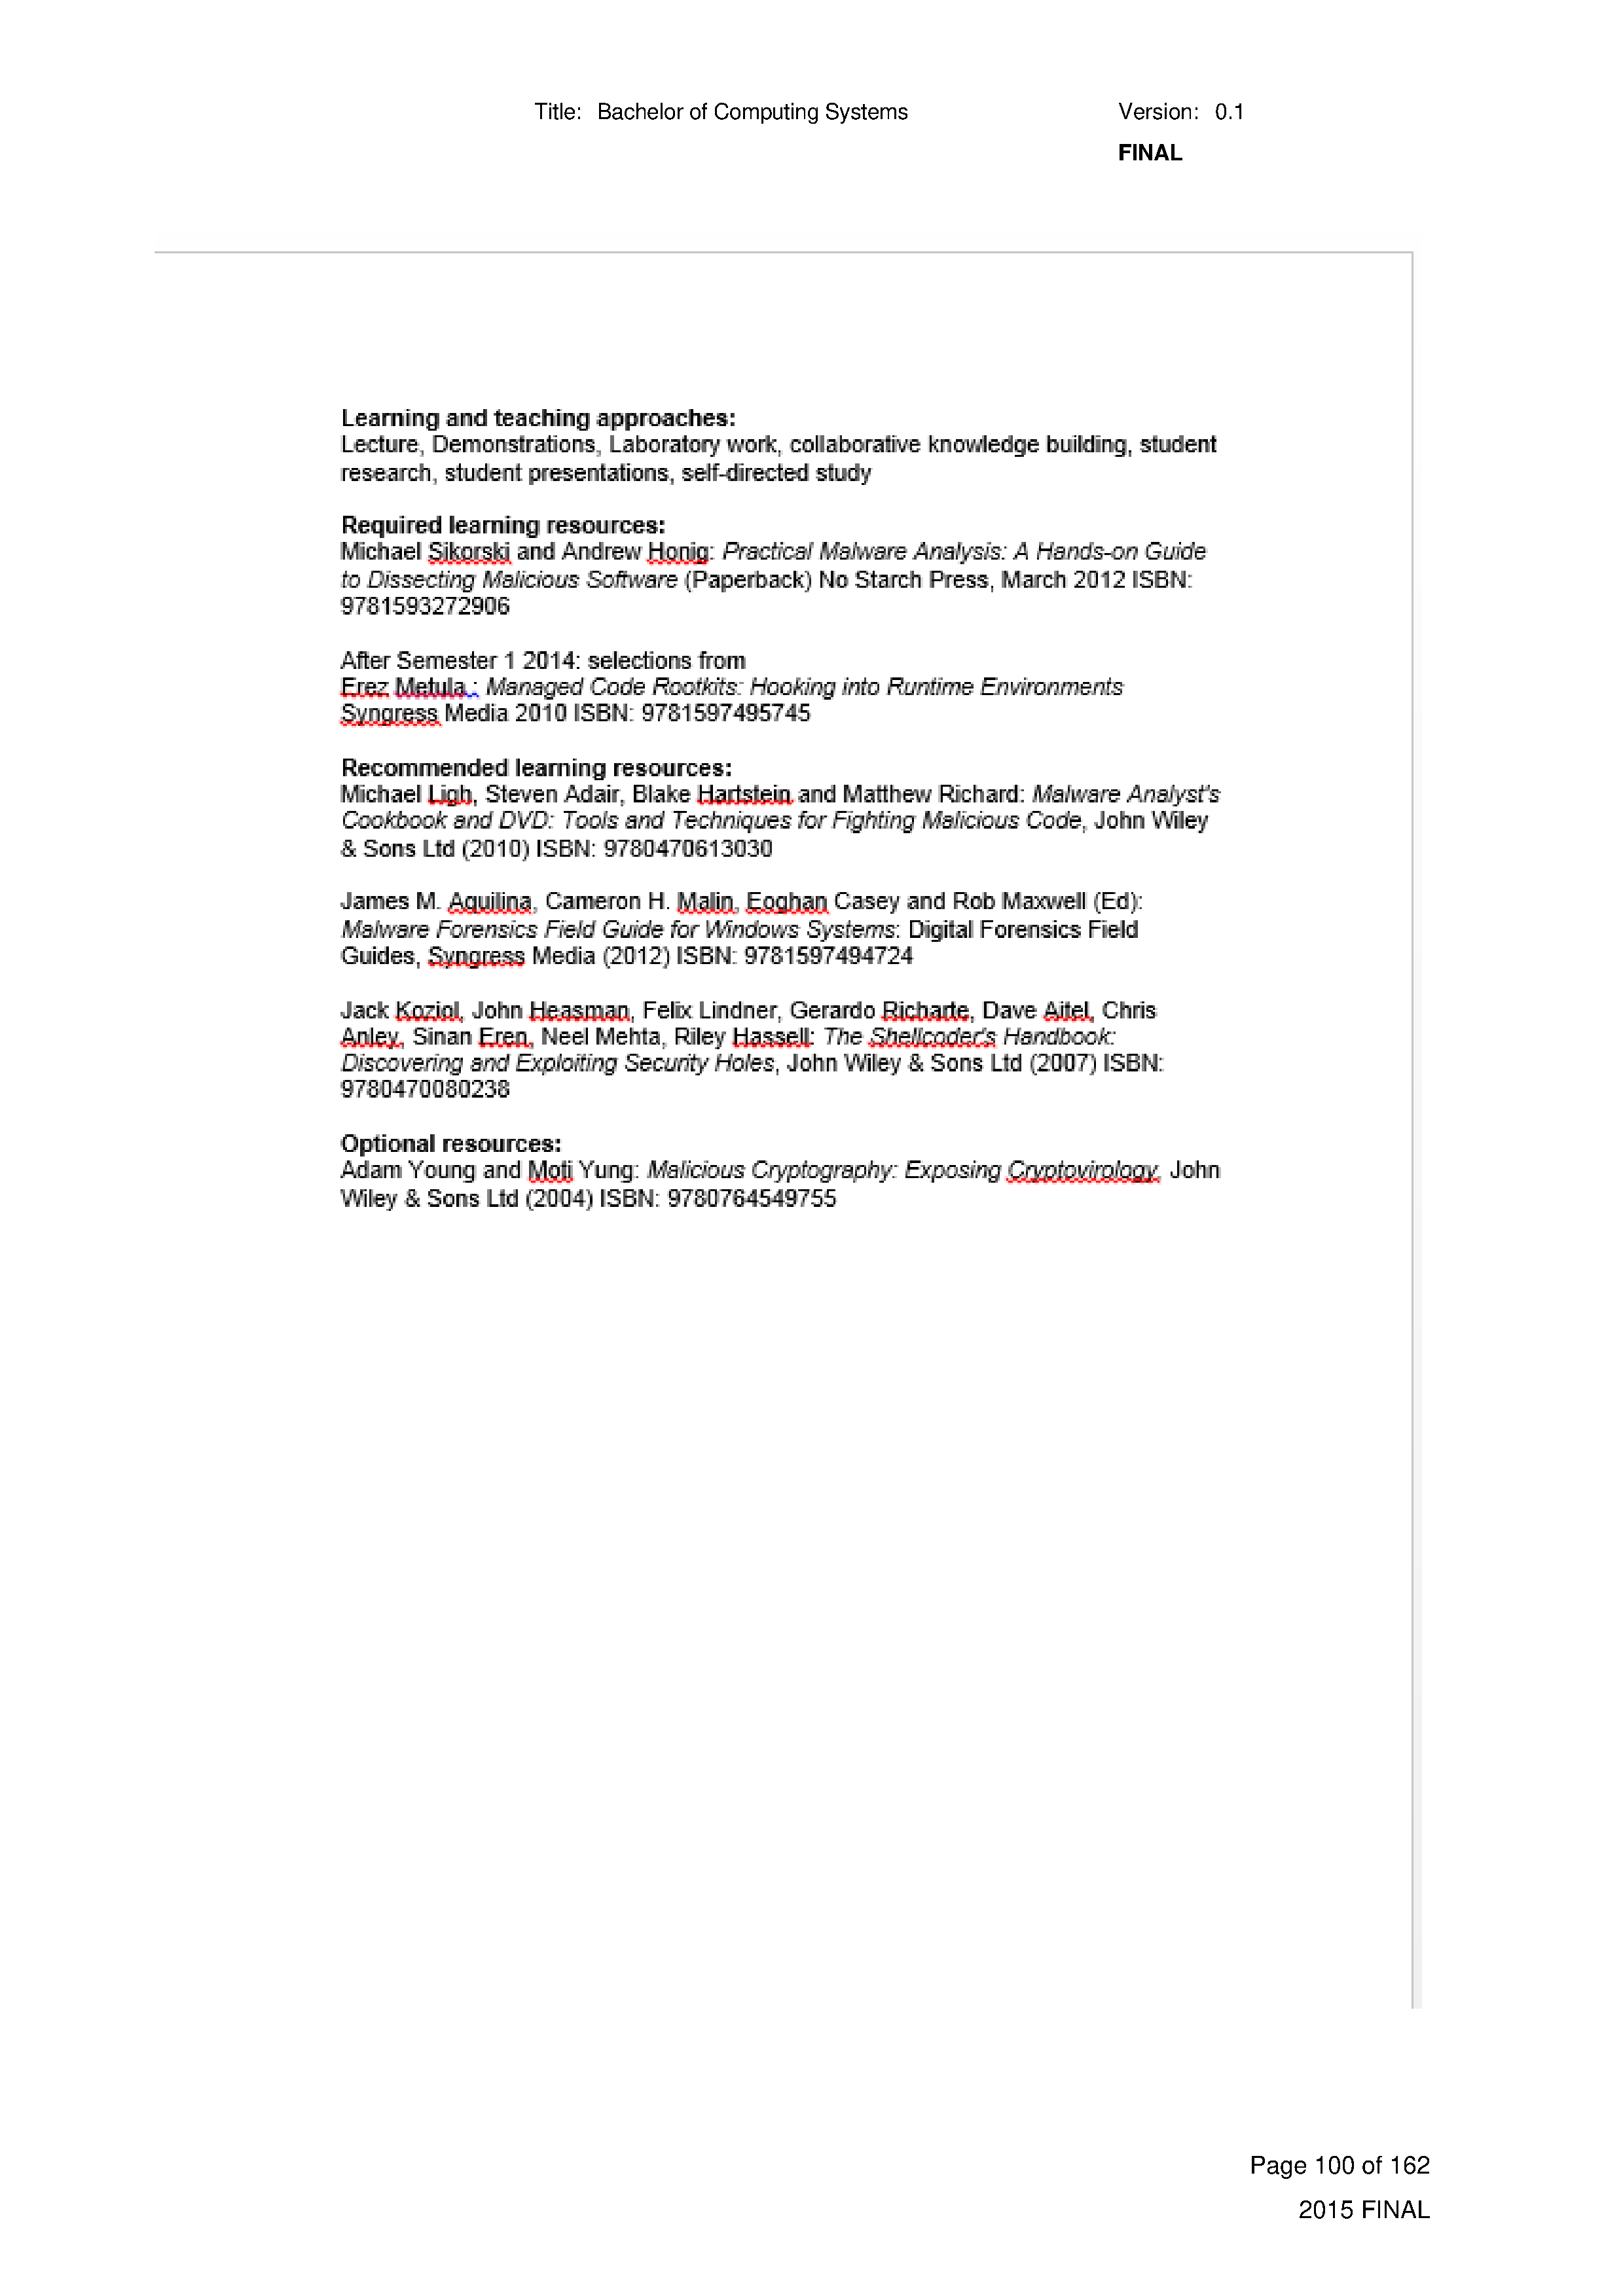 Title: Bachelor of Computing Systems Version: 0.1
FINAL
Learning and teaching approaches:
Lecture, Demonstrations, Laboratory work, collaborative knowledge building, student
research, student presentations, self-directed study
Required learning resources:
Michael Sikorski and Andrew Honig: Practical Malware Analysis: A Hands-on Guide
to Dissecting Malicious Software (Paperback) No Starch Press, March 2012 ISBN:
9781593272906
After Semester 1 2014: selections from
Erez Metula : Managed Code Rootkits: Hooking into Runtime Environments
Syngress Media 2010 ISBN: 9781597495745
Recommended learning resources:
Michael Ligh, Steven Adair, Blake Hartstein and Matthew Richard: Malware Analyst's
Cookbook and DVD: Tools and Techniques for Fighting Malicious Code, John Wiley
& Sons Ltd (2010) ISBN: 9780470613030
James M. Aquilina, Cameron H. Malin, Eoghan Casey and Rob Maxwell (Ed):
Malware Forensics Field Guide for Windows Systems: Digital Forensics Field
Guides, Syngress Media (2012) ISBN: 9781597494724
Jack Koziol, John Heasman, Felix Lindner, Gerardo Richarte, Dave Aitel, Chris
Anley, Sinan Eren, Neel Mehta, Riley Hassell: The Shellcoder's Handbook:
Discovering and Exploiting Security Holes, John Wiley & Sons Ltd (2007) ISBN:
9780470080238
Optional resources:
Adam Young and Moti Yung: Malicious Cryptography: Exposing Cryptovirology, John
Wiley & Sons Ltd (2004) ISBN: 9780764549755
Page 100 of 162
2015 FINAL